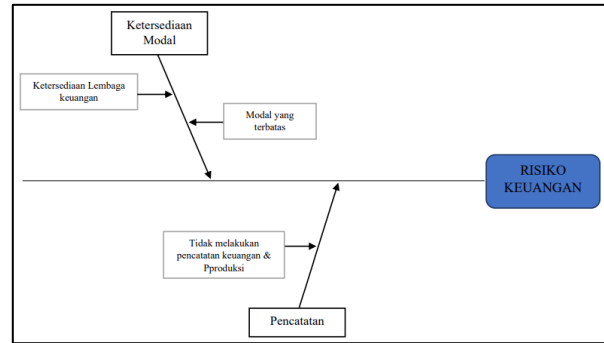 Ketersediaan
Modal
Ketersediaan Lembaga
keuangan
Modal yang
terbatas
RISIKO
KEUANGAN
Tidak melakukan
pencatatan keuangan &
Pproduksi
Pencatatan